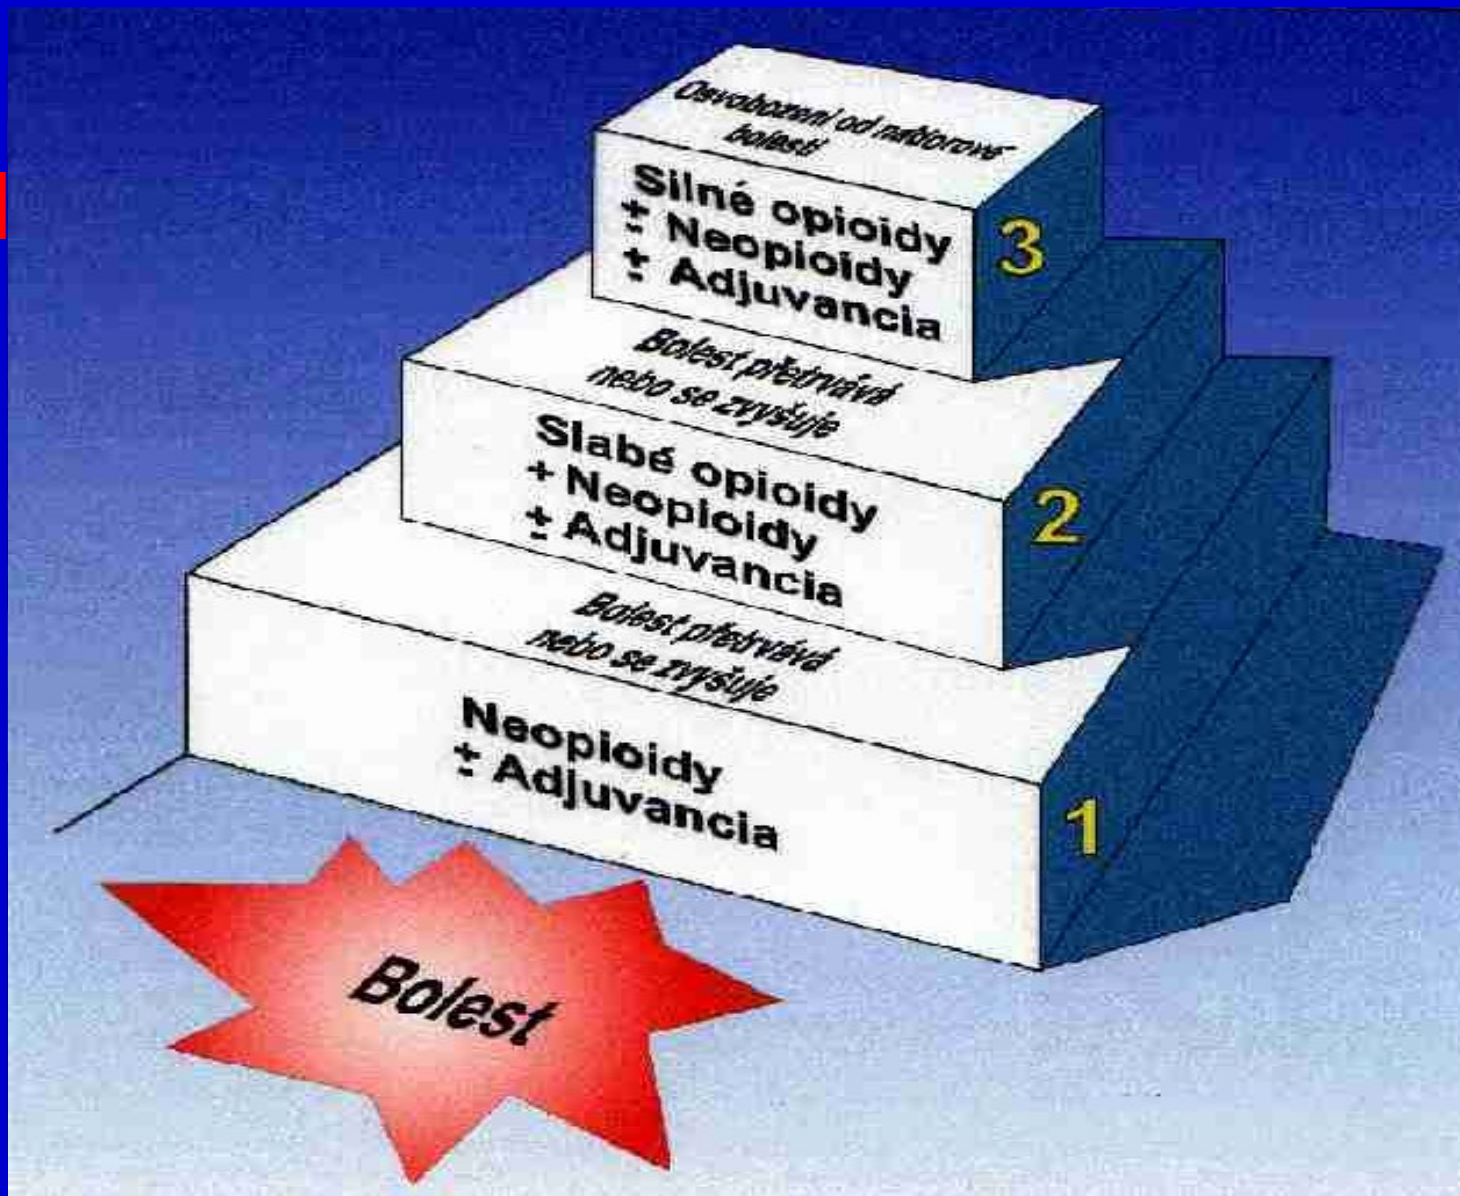 Osvobození od nádorové
bolesti
Silné opioidy
± Neopioidy
± Adjuvancia
3
Bolest přetrvává
nebo se zvyšuje
Slabé opioidy
+ Neopioidy
± Adjuvancia
2
Bolest přetrvává
nebo se zvyšuje
Neopioidy
± Adjuvancia
1
Bolest